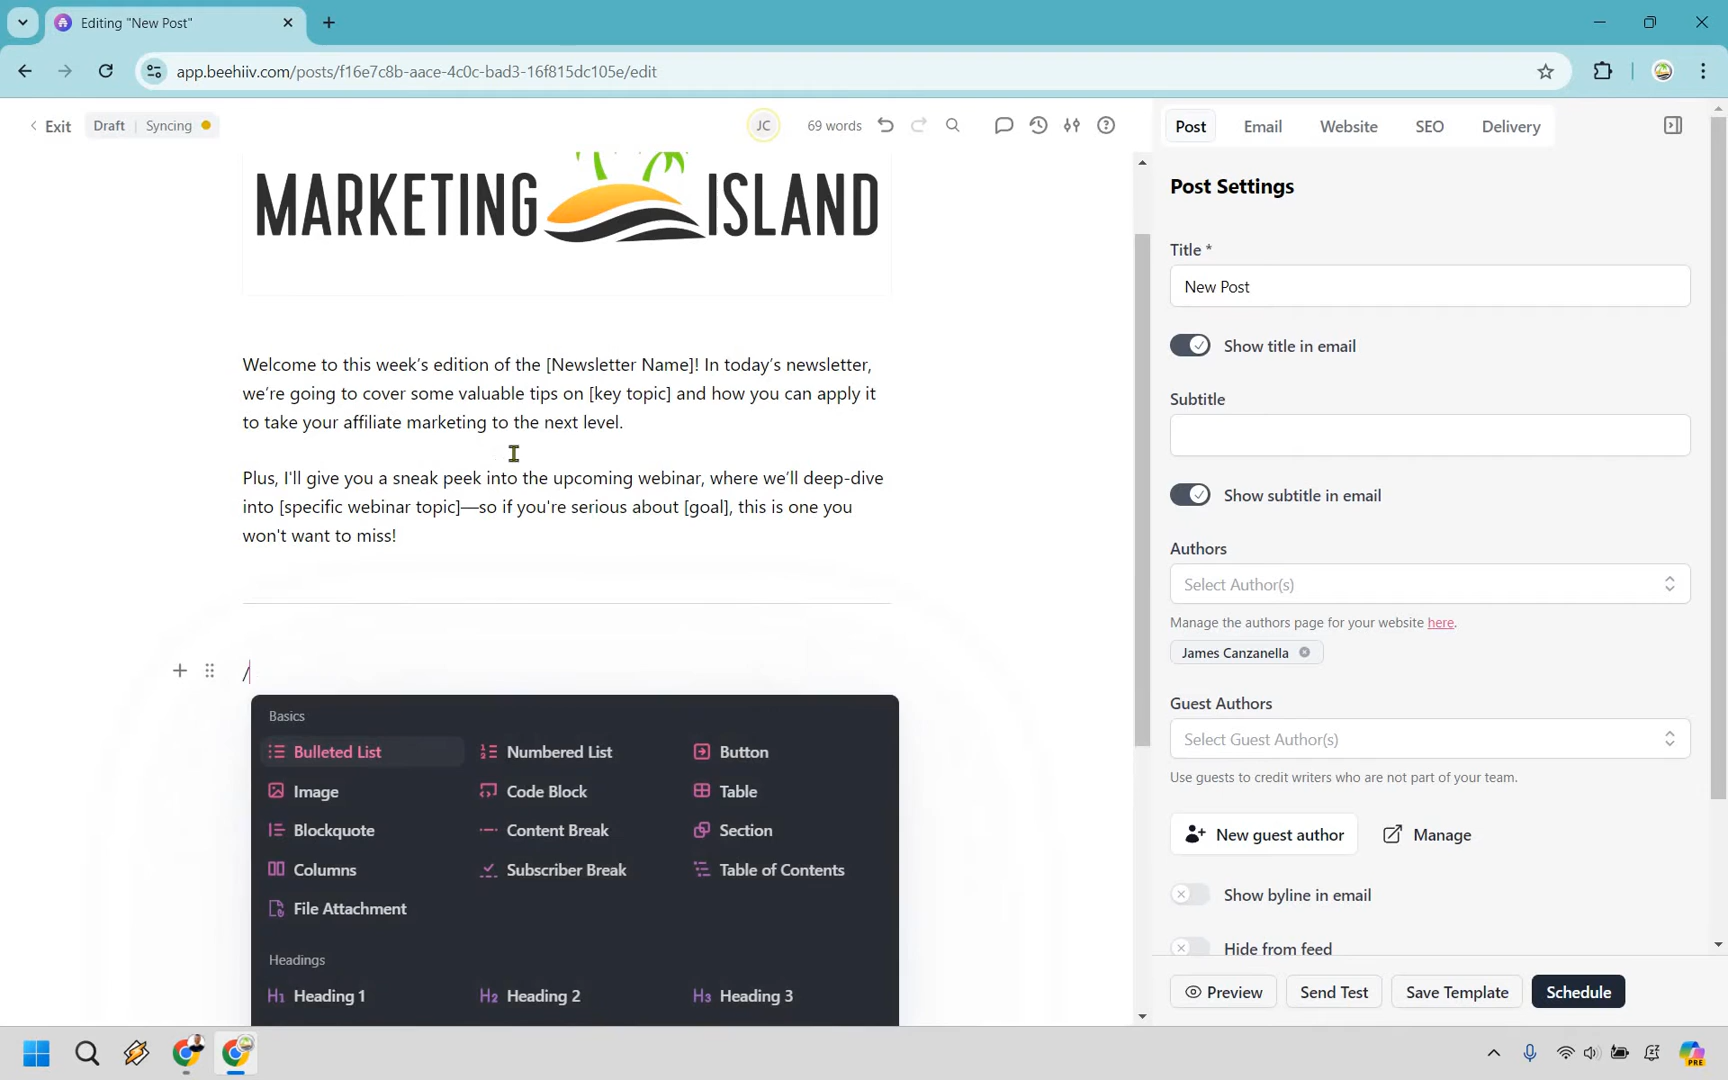 Editing "New Post"
app.beehiiv.com/posts/f16e7c8b-aace-4c0c-bad3-16f815dc105e/edit
Exit
Draft
Syncing
JC
69 words
Post
Email
Website
SEO
Delivery
MARKETING ISLAND
Welcome to this week's edition of the [Newsletter Name]! In today's newsletter,
we're going to cover some valuable tips on [key topic] and how you can apply it
to take your affiliate marketing to the next level.
Plus, I'll give you a sneak peek into the upcoming webinar, where we'll deep-dive
into [specific webinar topic]—so if you're serious about [goal], this is one you
won't want to miss!
/
Basics
Bulleted List
Numbered List
Button
Image
Code Block
Table
Blockquote
Content Break
Section
Columns
Subscriber Break
Table of Contents
File Attachment
Headings
H1 Heading 1
H2 Heading 2
H3 Heading 3
Post Settings
Title *
New Post
Show title in email
Subtitle
Show subtitle in email
Authors
Select Author(s)
Manage the authors page for your website here.
James Canzanella
Guest Authors
Select Guest Author(s)
Use guests to credit writers who are not part of your team.
New guest author
Manage
Show byline in email
Hide from feed
Preview
Send Test
Save Template
Schedule
PRE